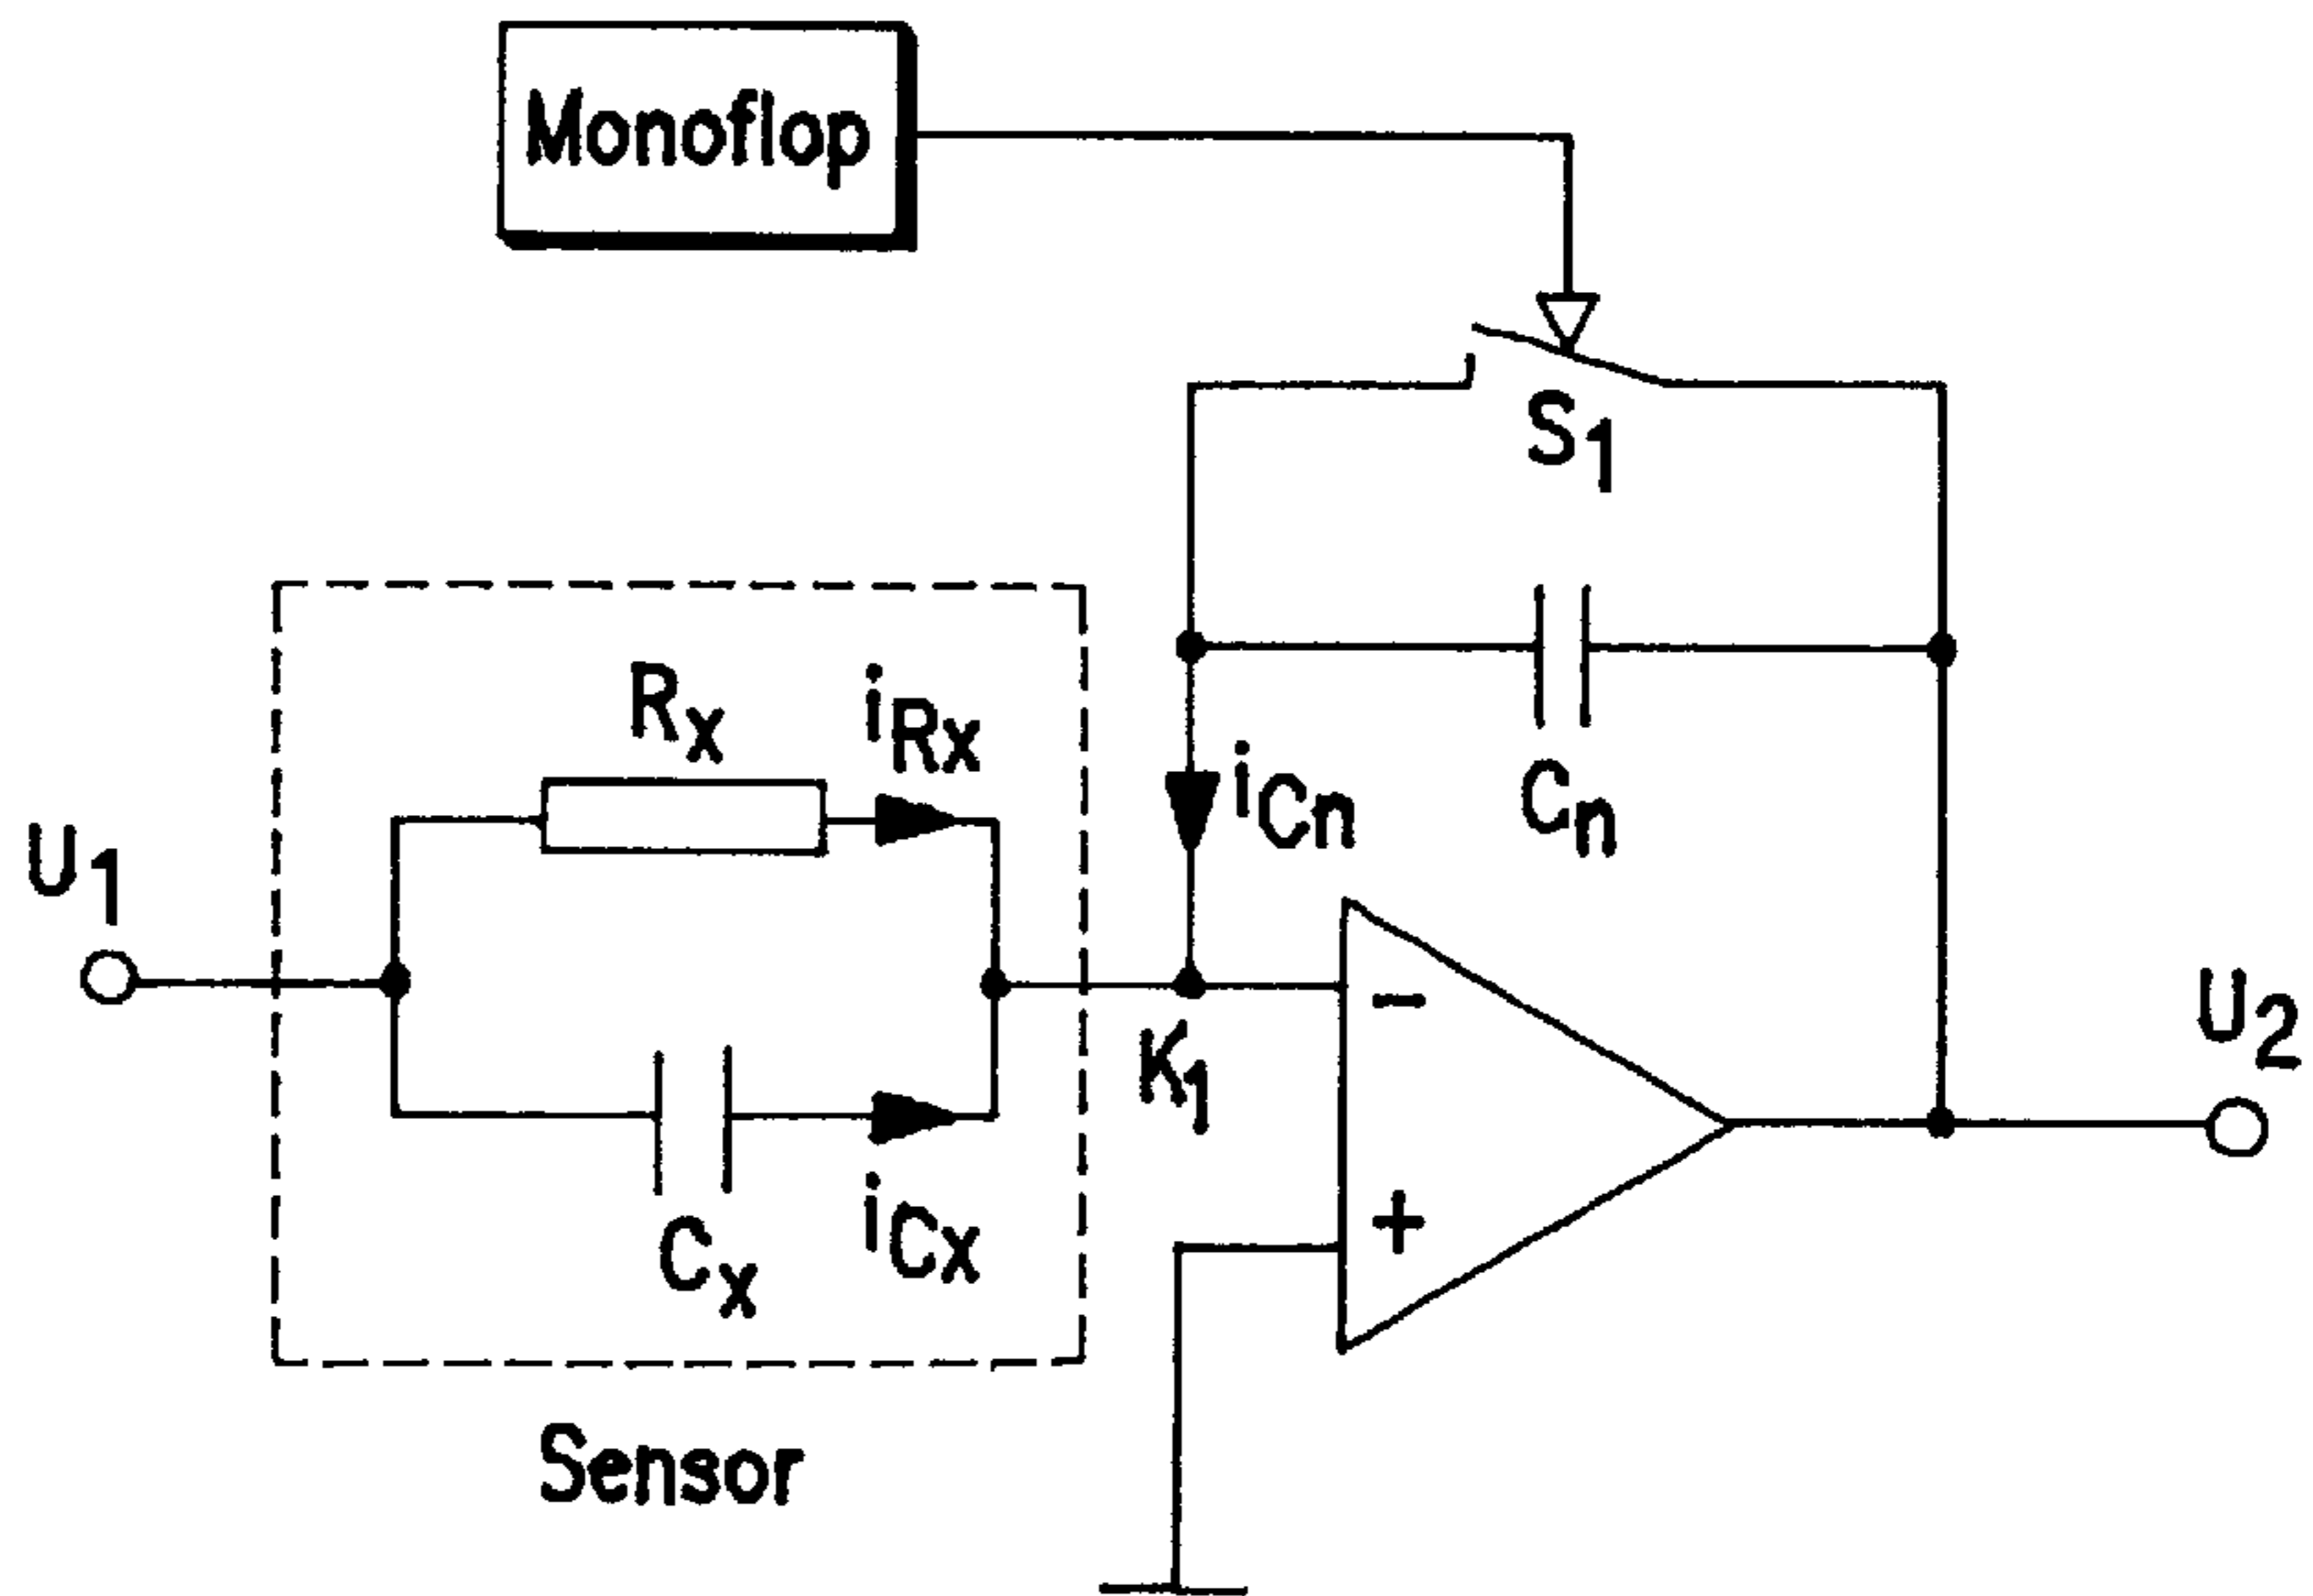 Monoflop
S1
Rx
iRx
iCn
Cn
U1
-
K1
U2
Cx
iCx
+
Sensor